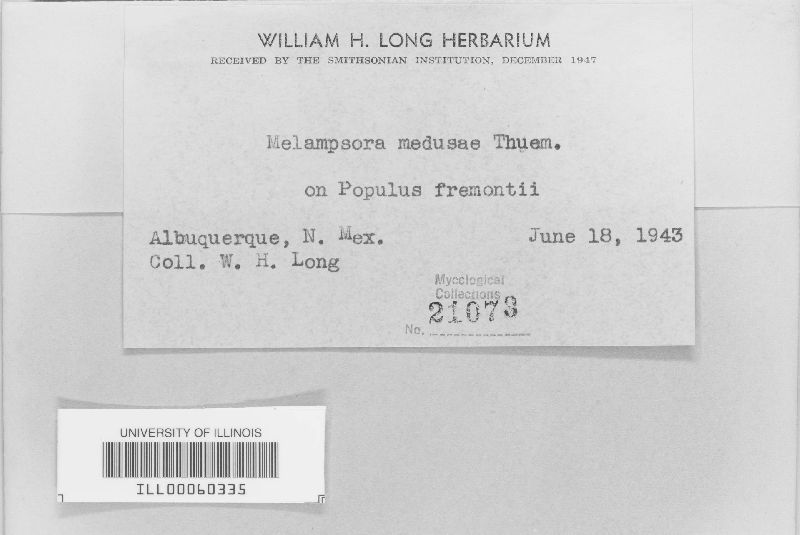 WILLIAM H. LONG HERBARIUM
RECEIVED BY THE SMITHSONIAN INSTITUTION, DECEMBER 1947
Melampsora medusae Thuem.
on Populus fremontii
Albuquerque, N. Mex. June 18, 1943
Coll. W. H. Long
Mycological
Collections
No. 21073
UNIVERSITY OF ILLINOIS
ILL00060335